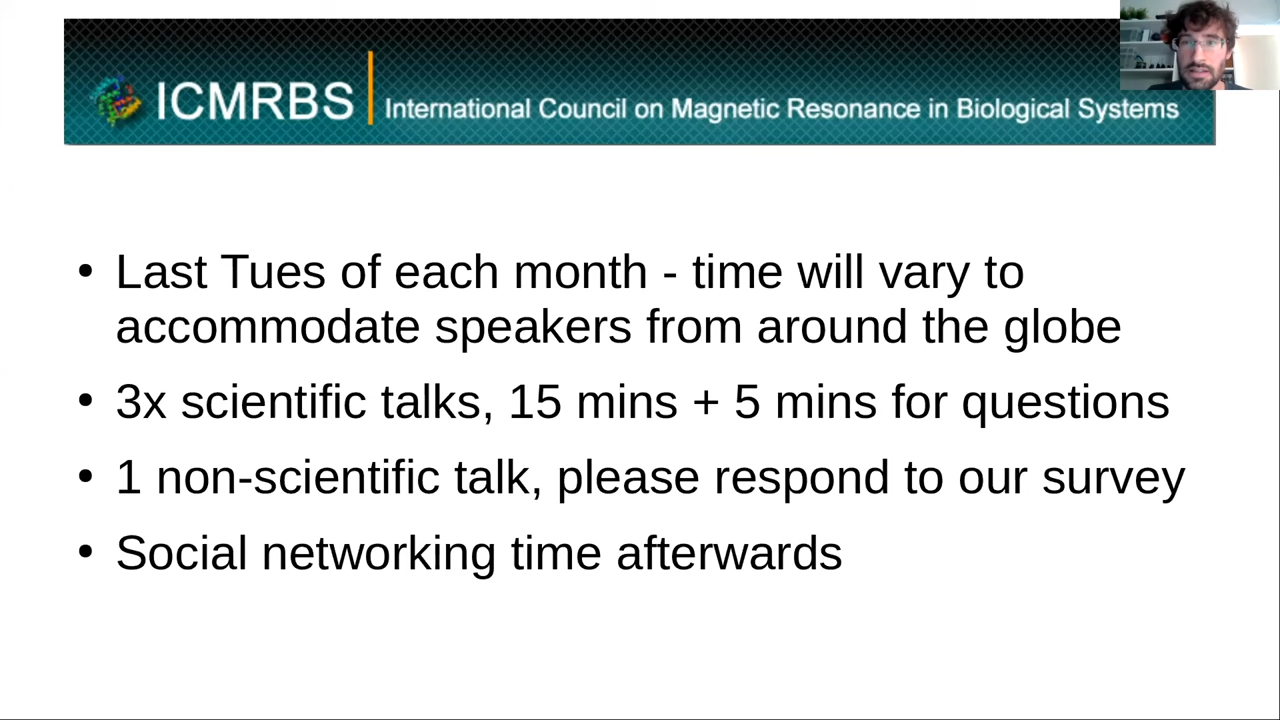 ICMRBS International Council on Magnetic Resonance in Biological Systems
• Last Tues of each month - time will vary to
accommodate speakers from around the globe
• 3x scientific talks, 15 mins + 5 mins for questions
• 1 non-scientific talk, please respond to our survey
• Social networking time afterwards